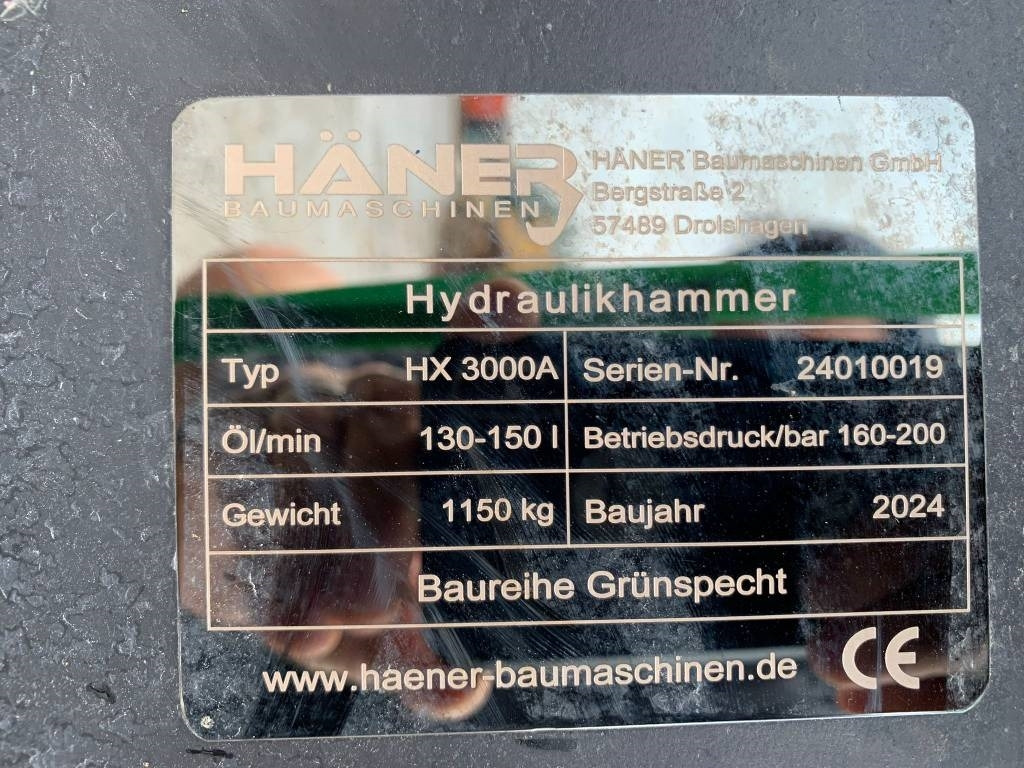 HÄNER
BAUMASCHINEN
HÄNER Baumaschinen GmbH
Bergstraße 2
57489 Drolshagen
Hydraulikhammer
Typ HX 3000A Serien-Nr. 24010019
Öl/min 130-150 l Betriebsdruck/bar 160-200
Gewicht 1150 kg Baujahr 2024
Baureihe Grünspecht
www.haener-baumaschinen.de CE